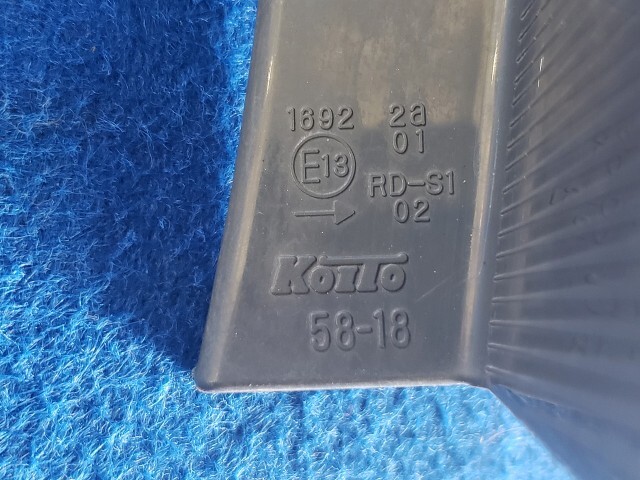 1692 2a
01
E13
RD-S1
→ 02
KOITO
58-18